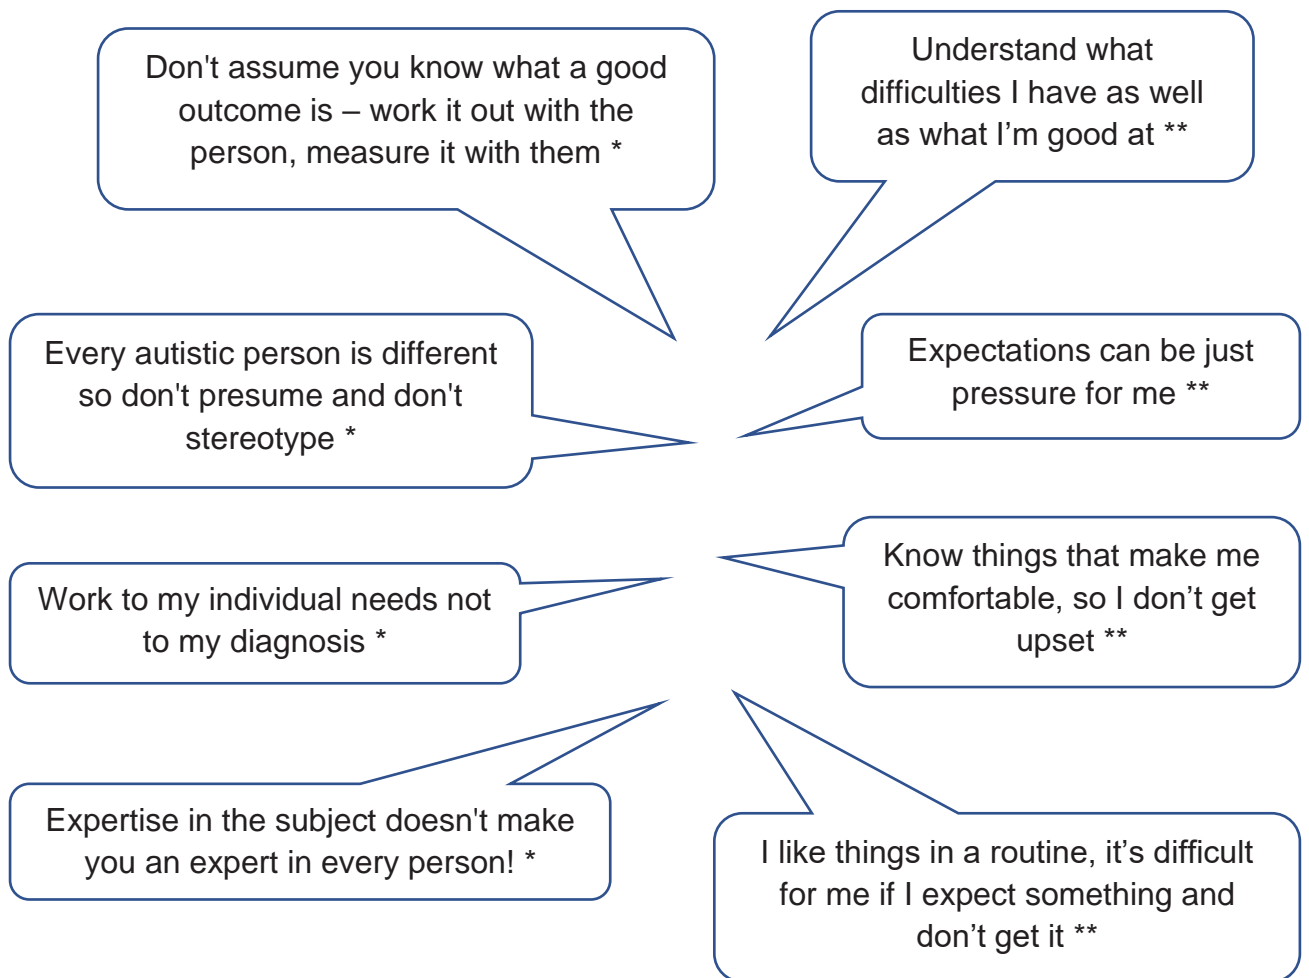 Don't assume you know what a good
outcome is – work it out with the
person, measure it with them *
Understand what
difficulties I have as well
as what I’m good at **
Every autistic person is different
so don't presume and don't
stereotype *
Expectations can be just
pressure for me **
Work to my individual needs not
to my diagnosis *
Know things that make me
comfortable, so I don’t get
upset **
Expertise in the subject doesn't make
you an expert in every person! *
I like things in a routine, it’s difficult
for me if I expect something and
don’t get it **